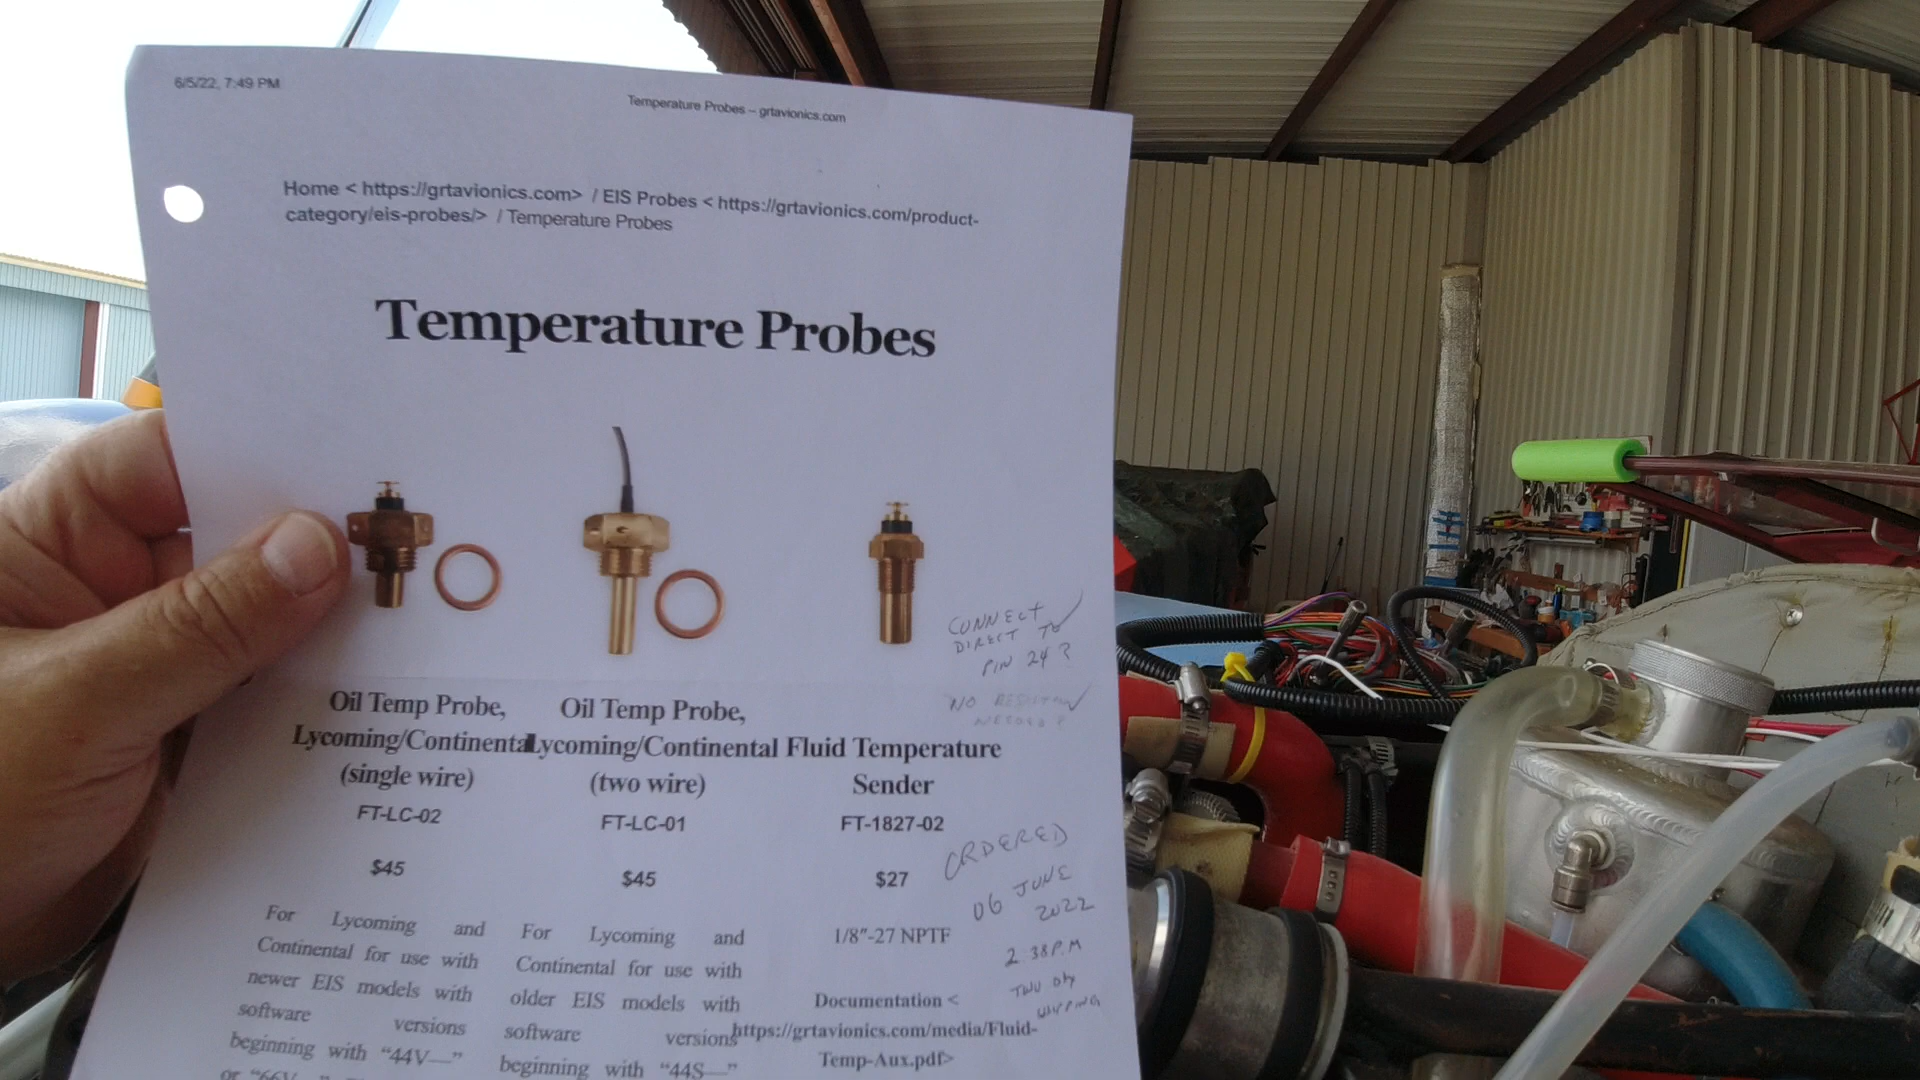 6/5/22, 7:49 PM
Temperature Probes – grtavionics.com
Home < https://grtavionics.com> / EIS Probes < https://grtavionics.com/product-
category/eis-probes/> / Temperature Probes
Temperature Probes
CONNECT
DIRECT TO
PIN 24 ?
NO
NEEDED ?
Oil Temp Probe,
Lycoming/Continental
(single wire)
FT-LC-02
$45
For Lycoming and
Continental for use with
newer EIS models with
software versions
beginning with “44V—”
or “66V
Oil Temp Probe,
Lycoming/Continental
(two wire)
FT-LC-01
$45
For Lycoming and
Continental for use with
older EIS models with
software versions
beginning with “44S—”
Fluid Temperature
Sender
FT-1827-02
$27
1/8″-27 NPTF
Documentation <
https://grtavionics.com/media/Fluid-
Temp-Aux.pdf>
ORDERED
06 JUNE
2022
2:38 P.M
TWO